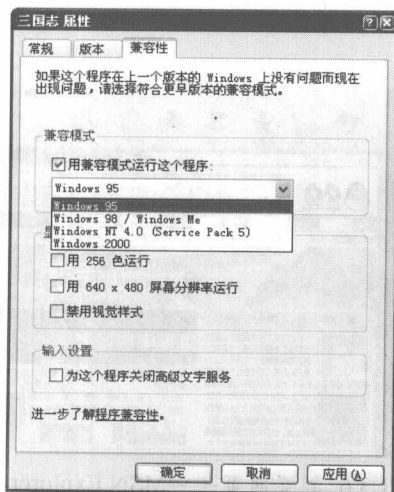 三国志 属性
常规 版本 兼容性
如果这个程序在上一个版本的 Windows 上没有问题而现在
出现问题，请选择符合更早版本的兼容模式。
兼容模式
用兼容模式运行这个程序:
Windows 95
Windows 95
Windows 98 / Windows Me
Windows NT 4.0 (Service Pack 5)
Windows 2000
用 256 色运行
用 640 x 480 屏幕分辨率运行
禁用视觉样式
输入设置
为这个程序关闭高级文字服务
进一步了解程序兼容性。
确定 取消 应用(A)